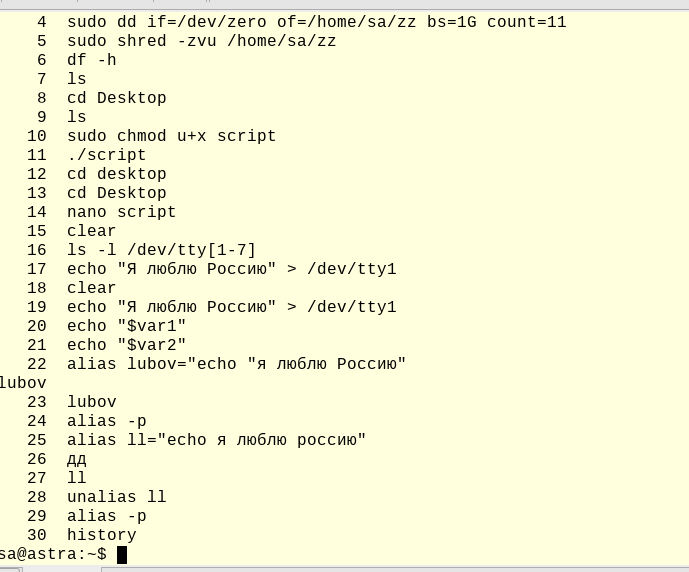 4 sudo dd if=/dev/zero of=/home/sa/zz bs=1G count=11
5 sudo shred -zvu /home/sa/zz
6 df -h
7 ls
8 cd Desktop
9 ls
10 sudo chmod u+x script
11 ./script
12 cd desktop
13 cd Desktop
14 nano script
15 clear
16 ls -l /dev/tty[1-7]
17 echo "Я люблю Россию" > /dev/tty1
18 clear
19 echo "Я люблю Россию" > /dev/tty1
20 echo "$var1"
21 echo "$var2"
22 alias lubov="echo "я люблю Россию"
lubov
23 lubov
24 alias -p
25 alias ll="echo я люблю россию"
26 дд
27 ll
28 unalias ll
29 alias -p
30 history
sa@astra:~$